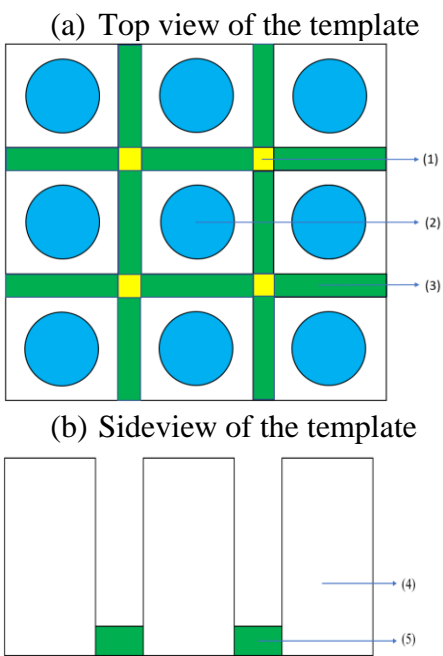 (a) Top view of the template
(1)
(2)
(3)
(b) Sideview of the template
(4)
(5)